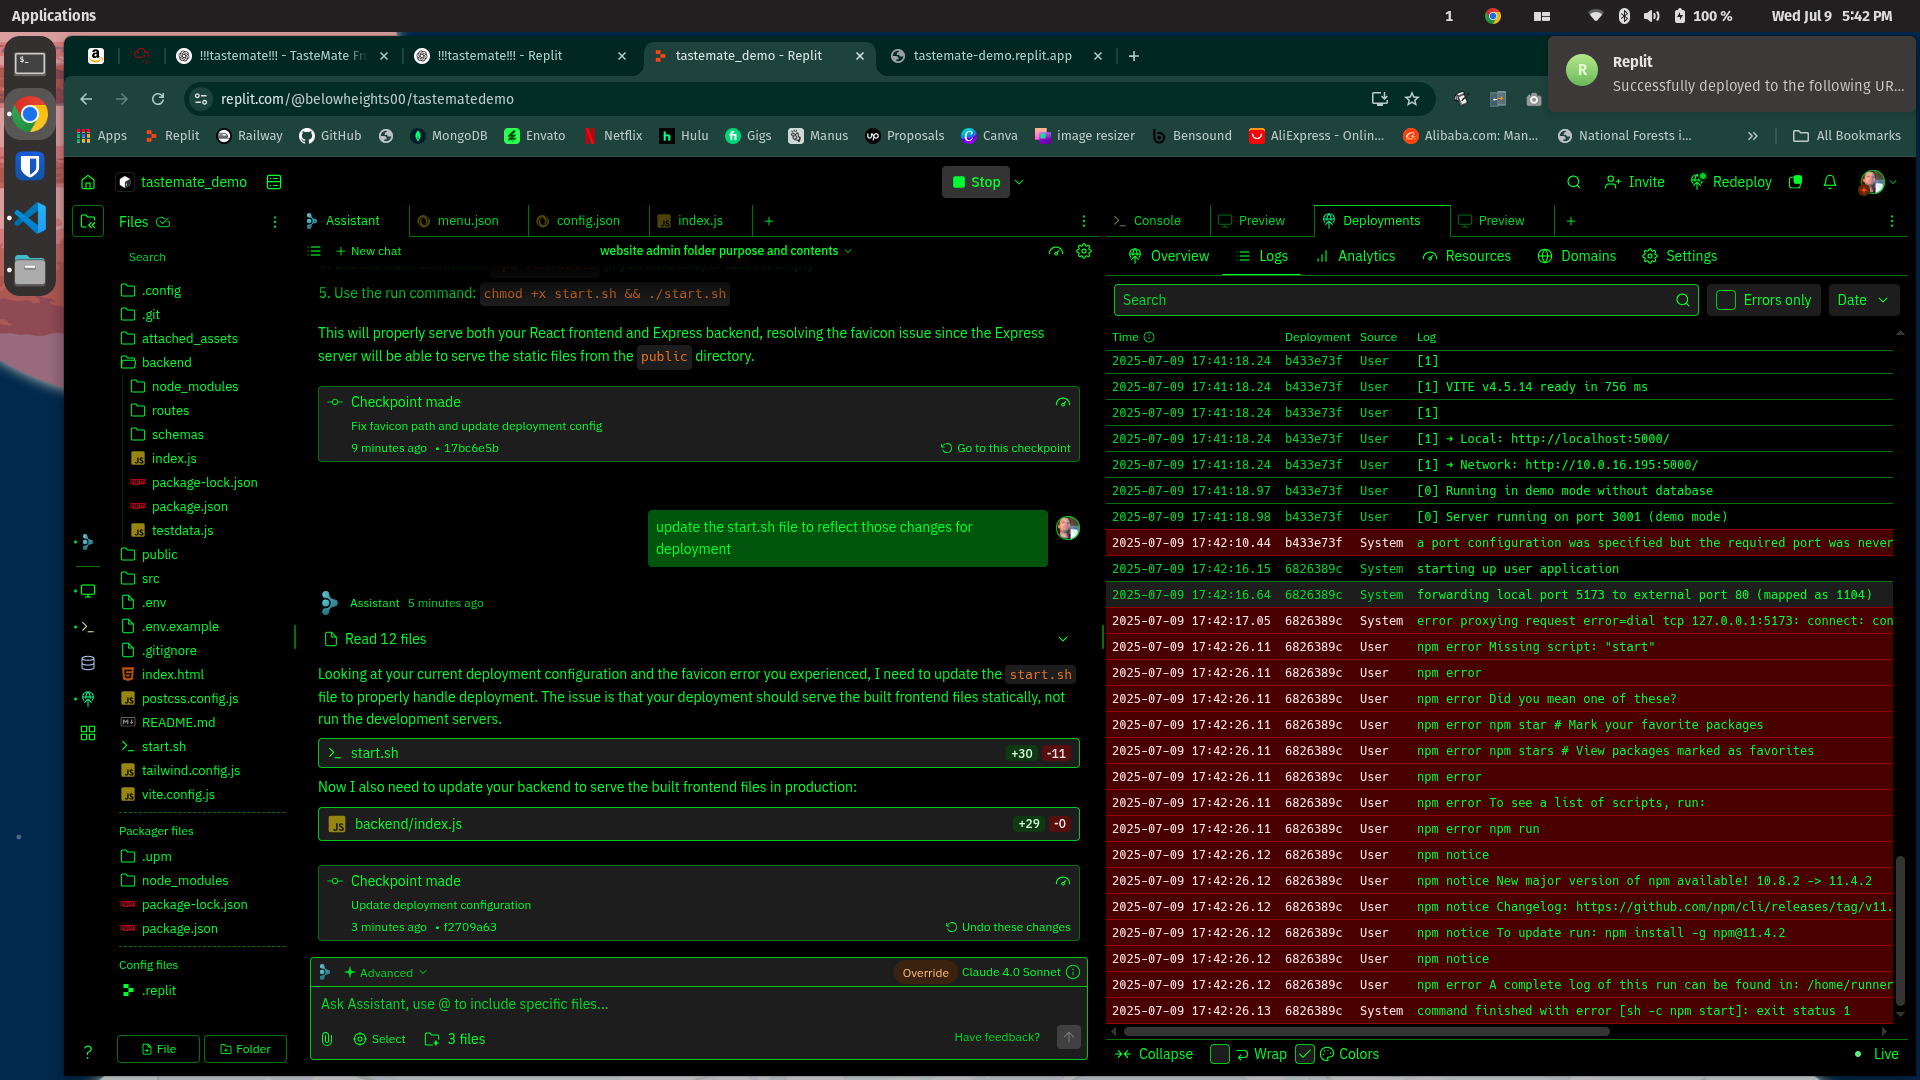 Applications
1
100 %
Wed Jul 9 5:42 PM
!!!tastemate!!! - TasteMate Fr
!!!tastemate!!! - Replit
tastemate_demo - Replit
tastemate-demo.replit.app
R
Replit
Successfully deployed to the following UR...
replit.com/@belowheights00/tastematedemo
Apps
Replit
Railway
GitHub
MongoDB
Envato
Netflix
Hulu
Gigs
Manus
Proposals
Canva
image resizer
Bensound
AliExpress - Onlin...
Alibaba.com: Man...
National Forests i...
All Bookmarks
tastemate_demo
Stop
Invite
Redeploy
Files
Search
.config
.git
attached_assets
backend
node_modules
routes
schemas
index.js
package-lock.json
package.json
testdata.js
public
src
.env
.env.example
.gitignore
index.html
postcss.config.js
README.md
start.sh
tailwind.config.js
vite.config.js
Packager files
.upm
node_modules
package-lock.json
package.json
Config files
.replit
File
Folder
Assistant
menu.json
config.json
index.js
New chat
website admin folder purpose and contents
5. Use the run command: chmod +x start.sh && ./start.sh
This will properly serve both your React frontend and Express backend, resolving the favicon issue since the Express
server will be able to serve the static files from the public directory.
Checkpoint made
Fix favicon path and update deployment config
9 minutes ago • 17bc6e5b
Go to this checkpoint
update the start.sh file to reflect those changes for
deployment
Assistant 5 minutes ago
Read 12 files
Looking at your current deployment configuration and the favicon error you experienced, I need to update the start.sh
file to properly handle deployment. The issue is that your deployment should serve the built frontend files statically, not
run the development servers.
start.sh +30 -11
Now I also need to update your backend to serve the built frontend files in production:
backend/index.js +29 -0
Checkpoint made
Update deployment configuration
3 minutes ago • f2709a63
Undo these changes
Advanced
Override
Claude 4.0 Sonnet
Ask Assistant, use @ to include specific files...
Select
3 files
Have feedback?
Console
Preview
Deployments
Preview
Overview
Logs
Analytics
Resources
Domains
Settings
Search
Errors only
Date
Time Deployment Source Log
2025-07-09 17:41:18.24 b433e73f User [1]
2025-07-09 17:41:18.24 b433e73f User [1] VITE v4.5.14 ready in 756 ms
2025-07-09 17:41:18.24 b433e73f User [1]
2025-07-09 17:41:18.24 b433e73f User [1] ➜ Local: http://localhost:5000/
2025-07-09 17:41:18.24 b433e73f User [1] ➜ Network: http://10.0.16.195:5000/
2025-07-09 17:41:18.97 b433e73f User [0] Running in demo mode without database
2025-07-09 17:41:18.98 b433e73f User [0] Server running on port 3001 (demo mode)
2025-07-09 17:42:10.44 b433e73f System a port configuration was specified but the required port was never
2025-07-09 17:42:16.15 6826389c System starting up user application
2025-07-09 17:42:16.64 6826389c System forwarding local port 5173 to external port 80 (mapped as 1104)
2025-07-09 17:42:17.05 6826389c System error proxying request error=dial tcp 127.0.0.1:5173: connect: con
2025-07-09 17:42:26.11 6826389c User npm error Missing script: "start"
2025-07-09 17:42:26.11 6826389c User npm error
2025-07-09 17:42:26.11 6826389c User npm error Did you mean one of these?
2025-07-09 17:42:26.11 6826389c User npm error npm star # Mark your favorite packages
2025-07-09 17:42:26.11 6826389c User npm error npm stars # View packages marked as favorites
2025-07-09 17:42:26.11 6826389c User npm error
2025-07-09 17:42:26.11 6826389c User npm error To see a list of scripts, run:
2025-07-09 17:42:26.11 6826389c User npm error npm run
2025-07-09 17:42:26.12 6826389c User npm notice
2025-07-09 17:42:26.12 6826389c User npm notice New major version of npm available! 10.8.2 -> 11.4.2
2025-07-09 17:42:26.12 6826389c User npm notice Changelog: https://github.com/npm/cli/releases/tag/v11.
2025-07-09 17:42:26.12 6826389c User npm notice To update run: npm install -g npm@11.4.2
2025-07-09 17:42:26.12 6826389c User npm notice
2025-07-09 17:42:26.12 6826389c User npm error A complete log of this run can be found in: /home/runner
2025-07-09 17:42:26.13 6826389c System command finished with error [sh -c npm start]: exit status 1
Collapse
Wrap
Colors
Live